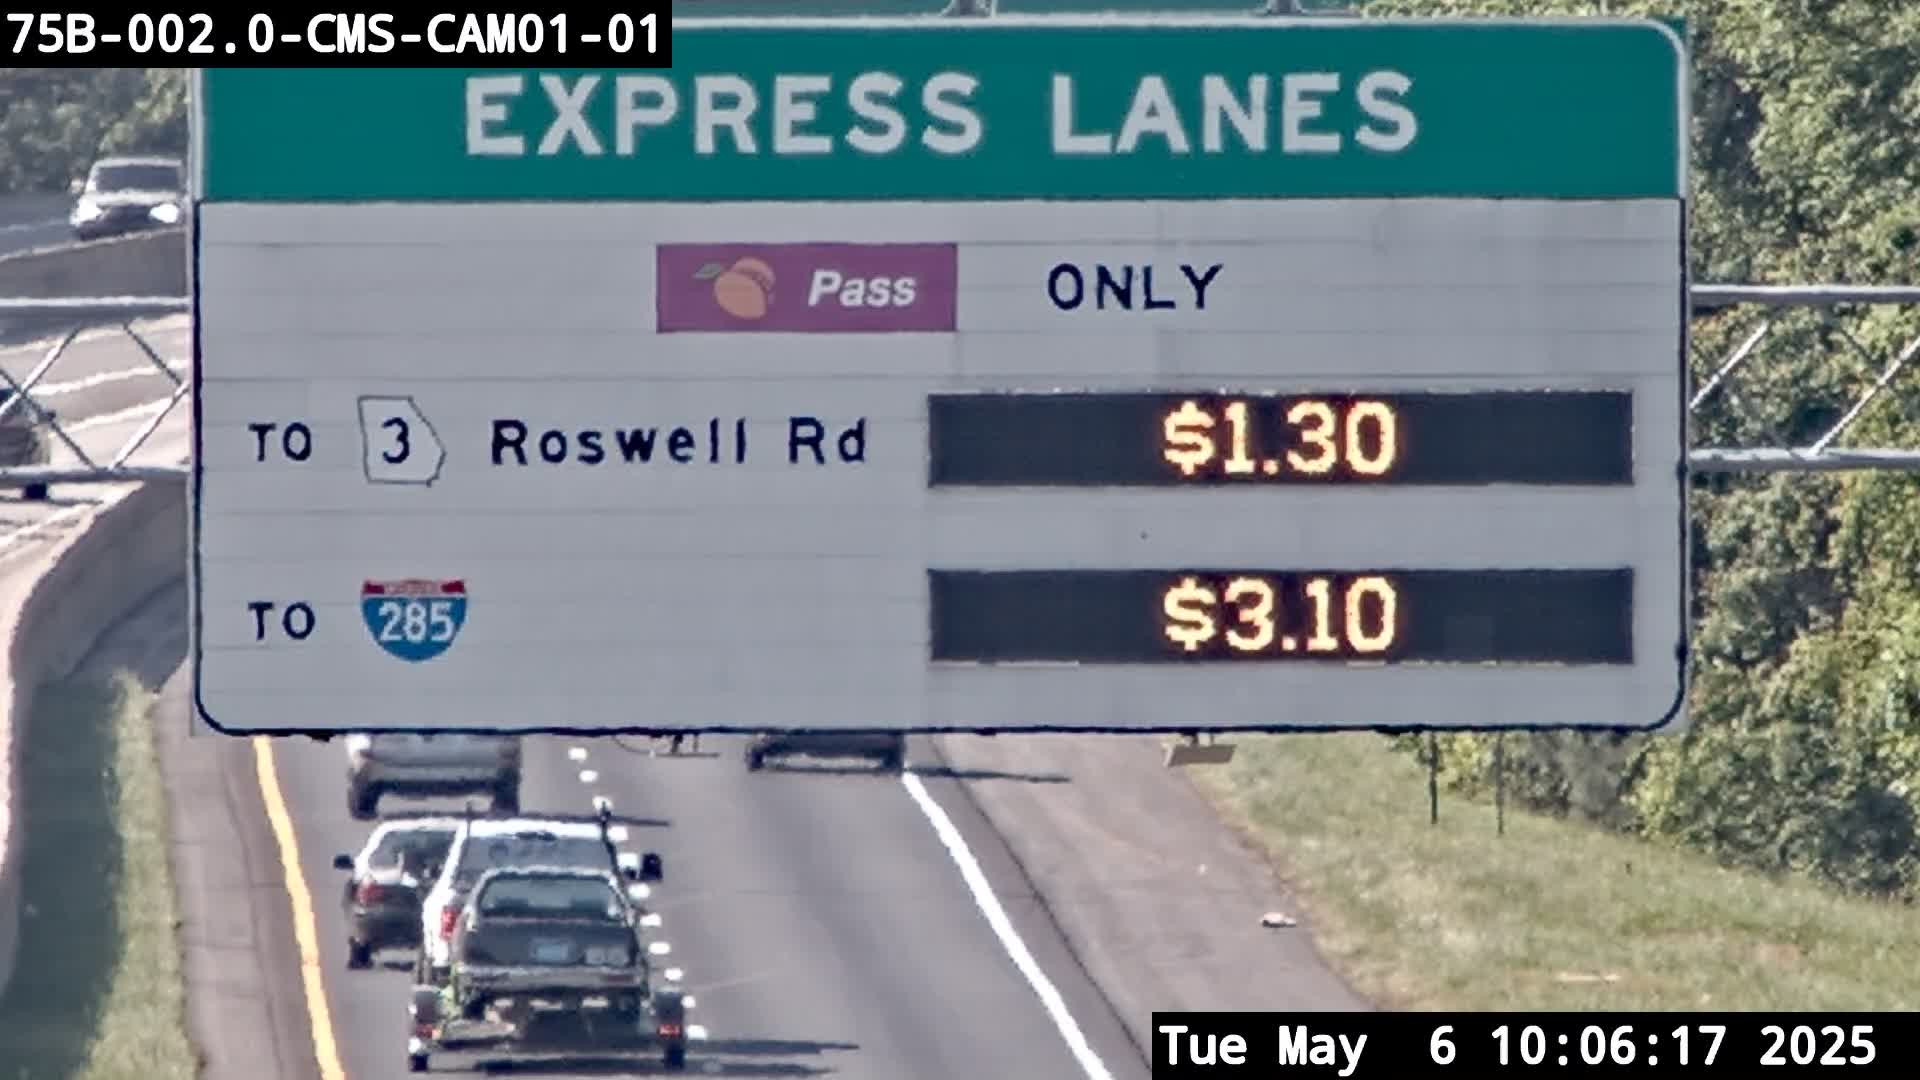 75B-002.0-CMS-CAM01-01
EXPRESS LANES
Pass ONLY
TO 3 Roswell Rd $1.30
TO 285 $3.10
Tue May 6 10:06:17 2025